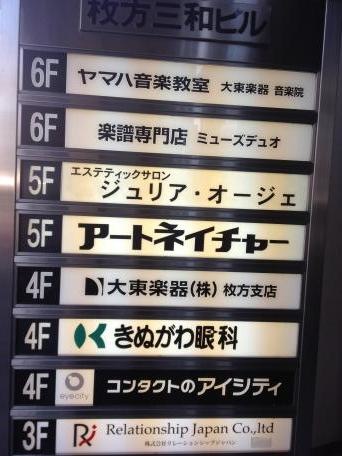 枚方三和ビル
6F ヤマハ音楽教室 大東楽器 音楽院
6F 楽譜専門店 ミューズデュオ
5F エステティックサロン
ジュリア・オージェ
5F アートネイチャー
4F 大東楽器(株) 枚方支店
4F きぬがわ眼科
4F eyecity コンタクトのアイシティ
3F RJ Relationship Japan Co.,ltd
株式会社リレーションシップジャパン